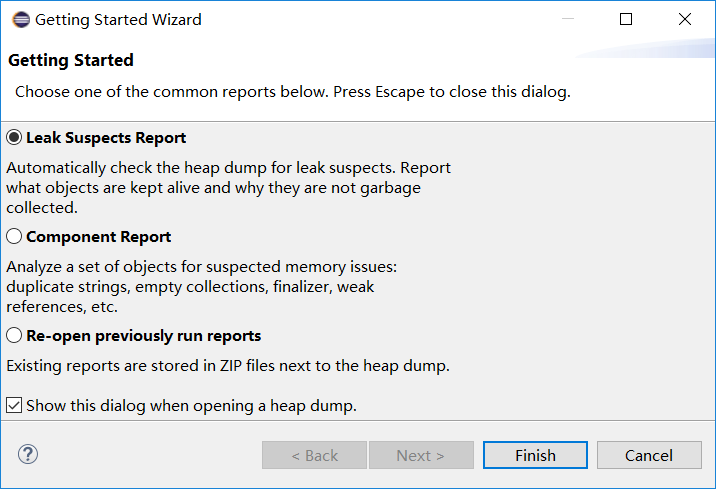 Getting Started Wizard
Getting Started
Choose one of the common reports below. Press Escape to close this dialog.
Leak Suspects Report
Automatically check the heap dump for leak suspects. Report
what objects are kept alive and why they are not garbage
collected.
Component Report
Analyze a set of objects for suspected memory issues:
duplicate strings, empty collections, finalizer, weak
references, etc.
Re-open previously run reports
Existing reports are stored in ZIP files next to the heap dump.
Show this dialog when opening a heap dump.
?
< Back
Next >
Finish
Cancel